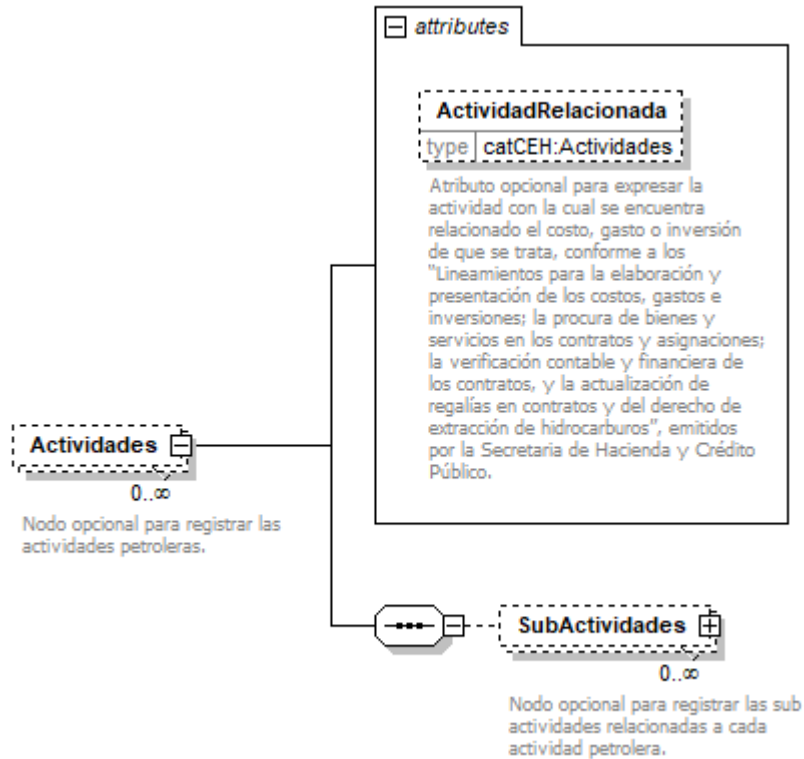 attributes
ActividadRelacionada
type catCEH:Actividades
Atributo opcional para expresar la
actividad con la cual se encuentra
relacionado el costo, gasto o inversión
de que se trata, conforme a los
"Lineamientos para la elaboración y
presentación de los costos, gastos e
inversiones; la procura de bienes y
servicios en los contratos y asignaciones;
la verificación contable y financiera de
los contratos, y la actualización de
regalías en contratos y del derecho de
extracción de hidrocarburos", emitidos
por la Secretaria de Hacienda y Crédito
Público.
Actividades
0..∞
Nodo opcional para registrar las
actividades petroleras.
SubActividades
0..∞
Nodo opcional para registrar las sub
actividades relacionadas a cada
actividad petrolera.